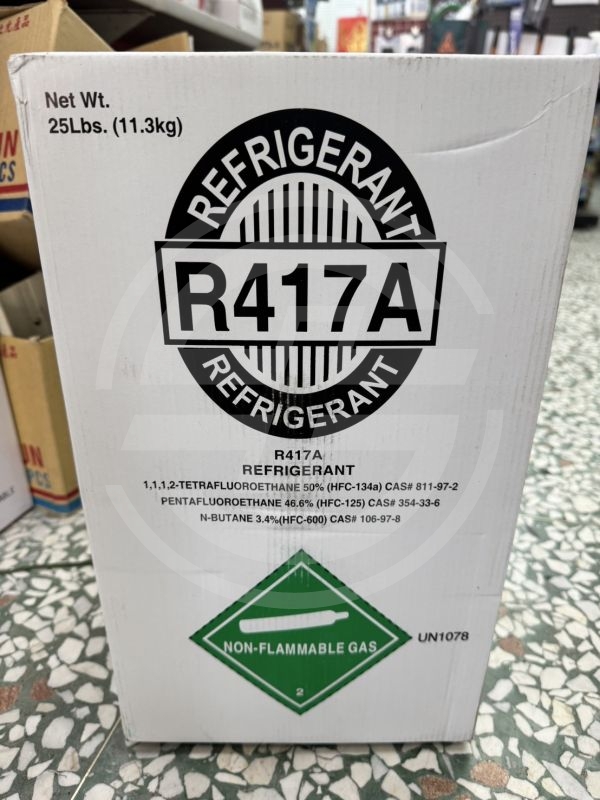 Net Wt.
25Lbs. (11.3kg)
REFRIGERANT
R417A
REFRIGERANT
R417A
REFRIGERANT
1,1,1,2-TETRAFLUOROETHANE 50% (HFC-134a) CAS# 811-97-2
PENTAFLUOROETHANE 46.6% (HFC-125) CAS# 354-33-6
N-BUTANE 3.4%(HFC-600) CAS# 106-97-8
NON-FLAMMABLE GAS
2
UN1078